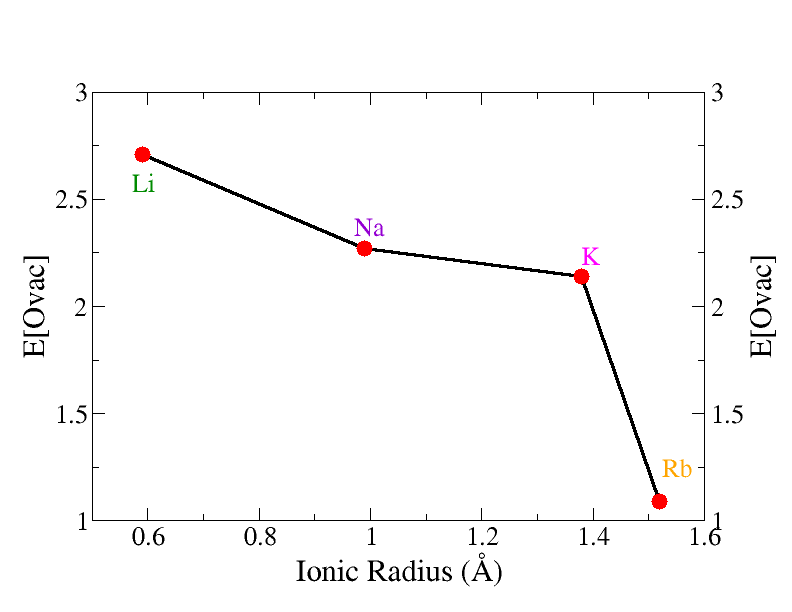 3
3
2.5
2.5
2
2
1.5
1.5
1
1
E[Ovac]
E[Ovac]
Li
Na
K
Rb
0.6
0.8
1
1.2
1.4
1.6
Ionic Radius (Å)